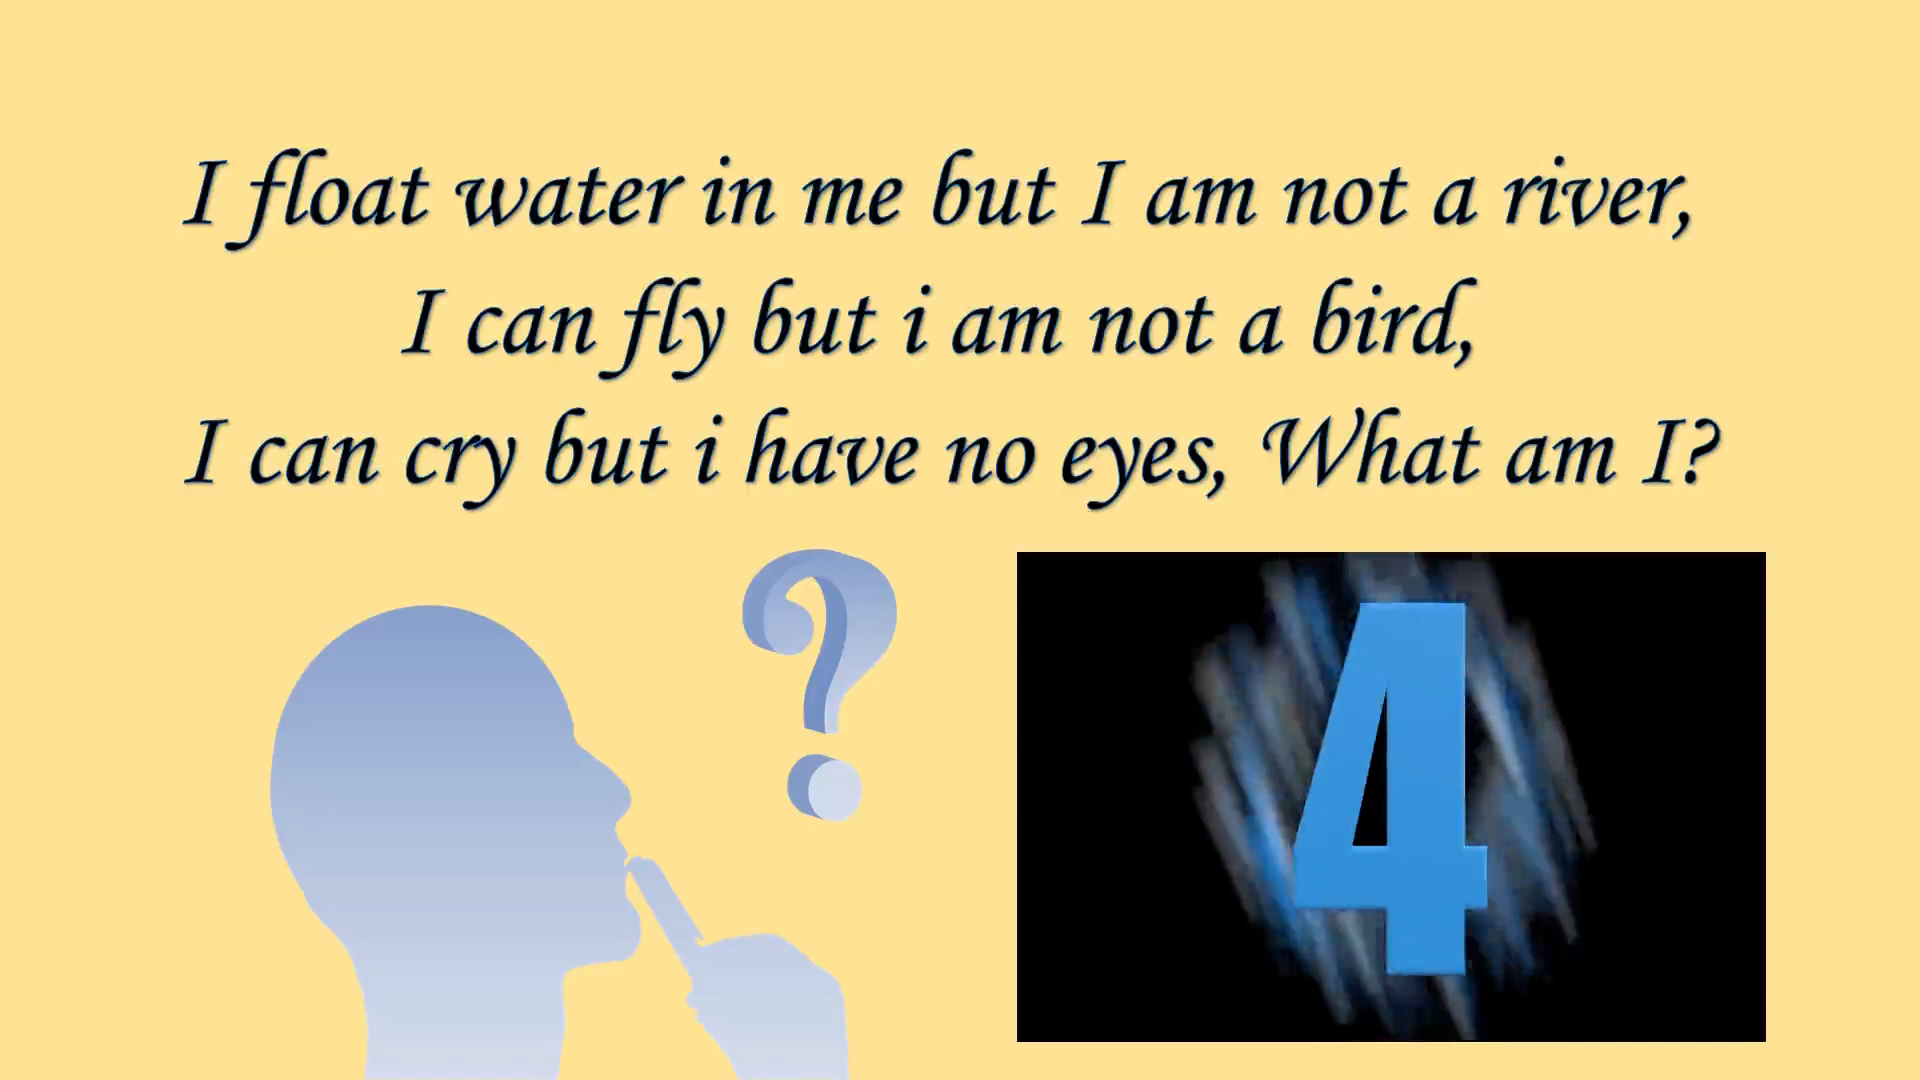 I float water in me but I am not a river,
I can fly but i am not a bird,
I can cry but i have no eyes, What am I?
?
4